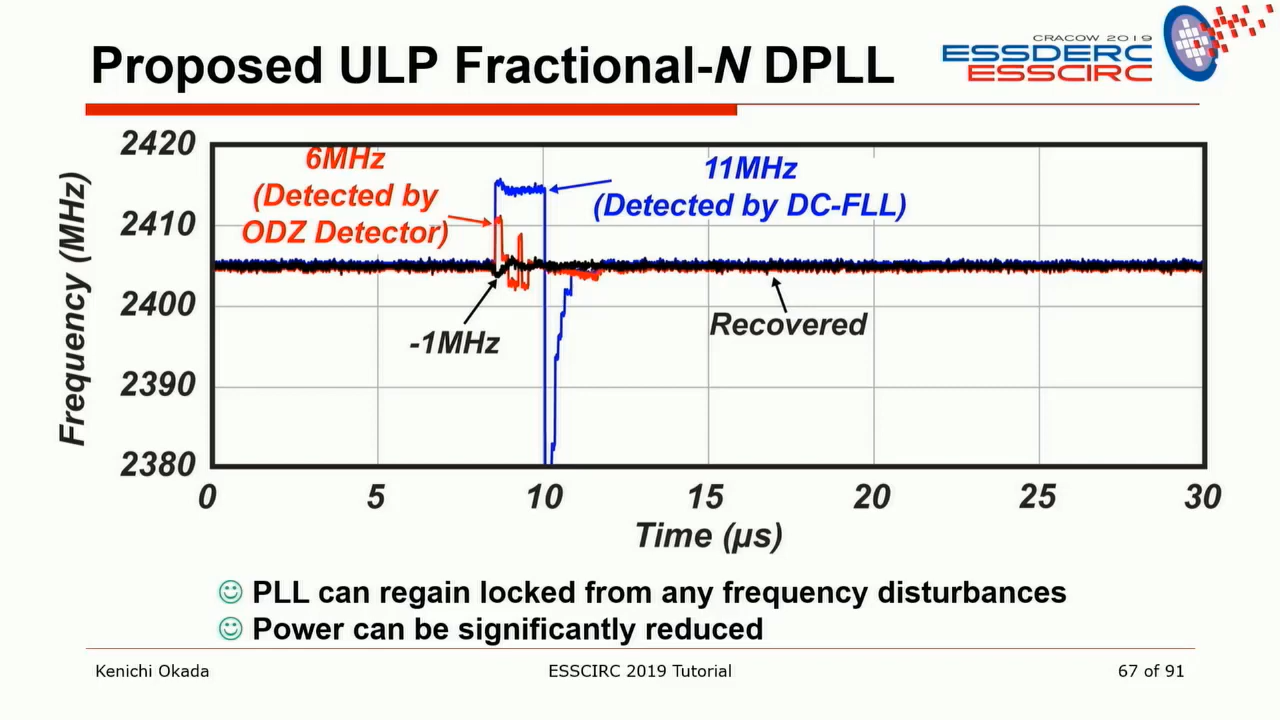 Proposed ULP Fractional-N DPLL
CRACOW 2019
ESSDERC
ESSCIRC
2420
2410
2400
2390
2380
Frequency (MHz)
6MHz
(Detected by
ODZ Detector)
11MHz
(Detected by DC-FLL)
-1MHz
Recovered
0 5 10 15 20 25 30
Time (µs)
PLL can regain locked from any frequency disturbances
Power can be significantly reduced
Kenichi Okada ESSCIRC 2019 Tutorial 67 of 91